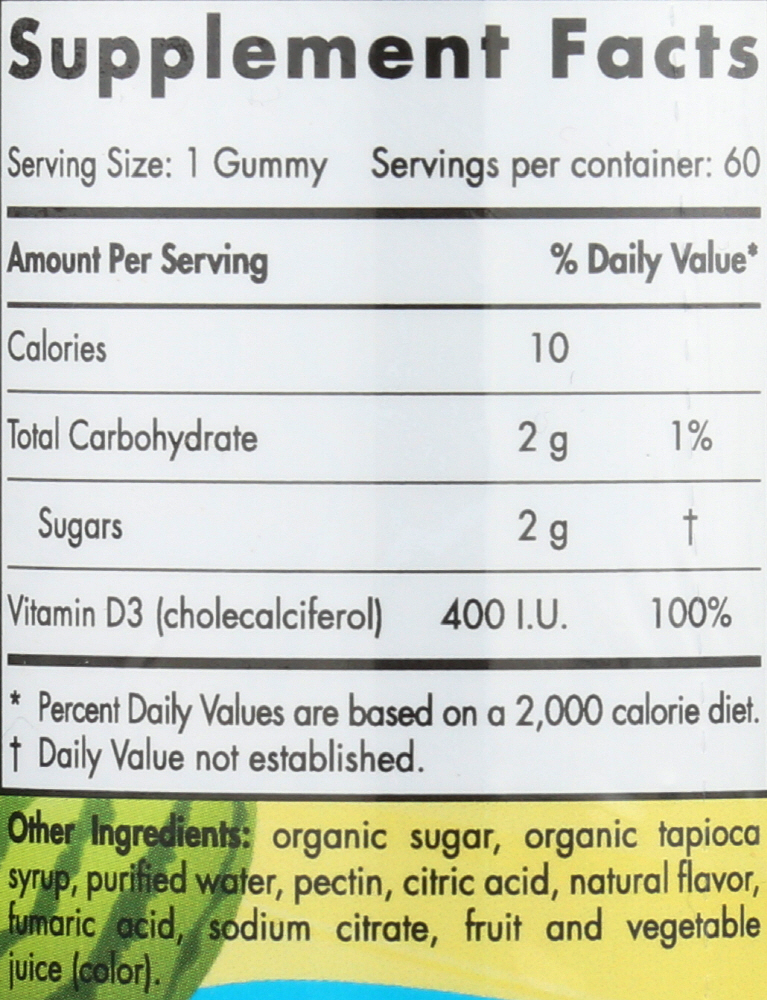 Supplement Facts
Serving Size: 1 Gummy Servings per container: 60
Amount Per Serving % Daily Value*
Calories 10
Total Carbohydrate 2 g 1%
Sugars 2 g †
Vitamin D3 (cholecalciferol) 400 I.U. 100%
* Percent Daily Values are based on a 2,000 calorie diet.
† Daily Value not established.
Other Ingredients: organic sugar, organic tapioca
syrup, purified water, pectin, citric acid, natural flavor,
fumaric acid, sodium citrate, fruit and vegetable
juice (color).